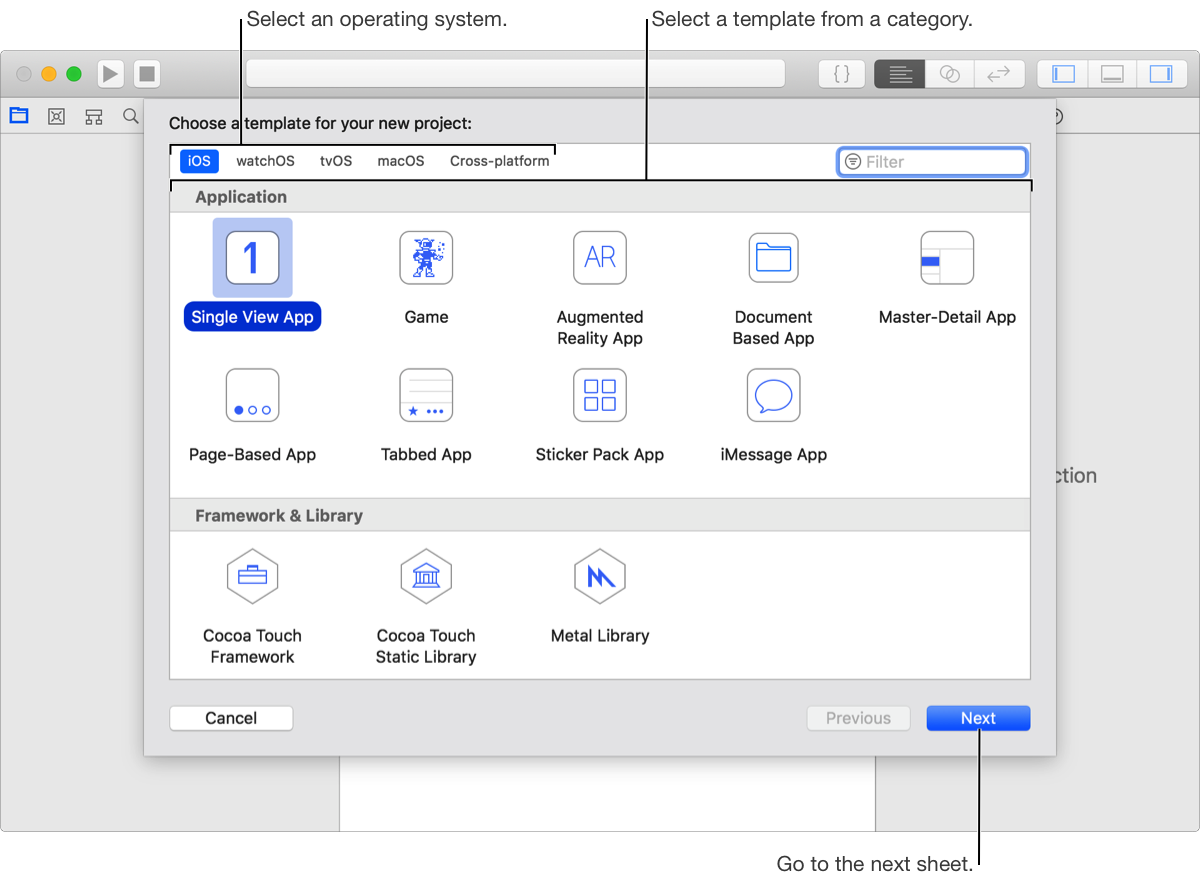 Select an operating system.
Select a template from a category.
{ }
Choose a template for your new project:
iOS
watchOS
tvOS
macOS
Cross-platform
Filter
Application
1
AR
Single View App
Game
Augmented
Reality App
Document
Based App
Master-Detail App
Page-Based App
Tabbed App
Sticker Pack App
iMessage App
ction
Framework & Library
Cocoa Touch
Framework
Cocoa Touch
Static Library
Metal Library
Cancel
Previous
Next
Go to the next sheet.